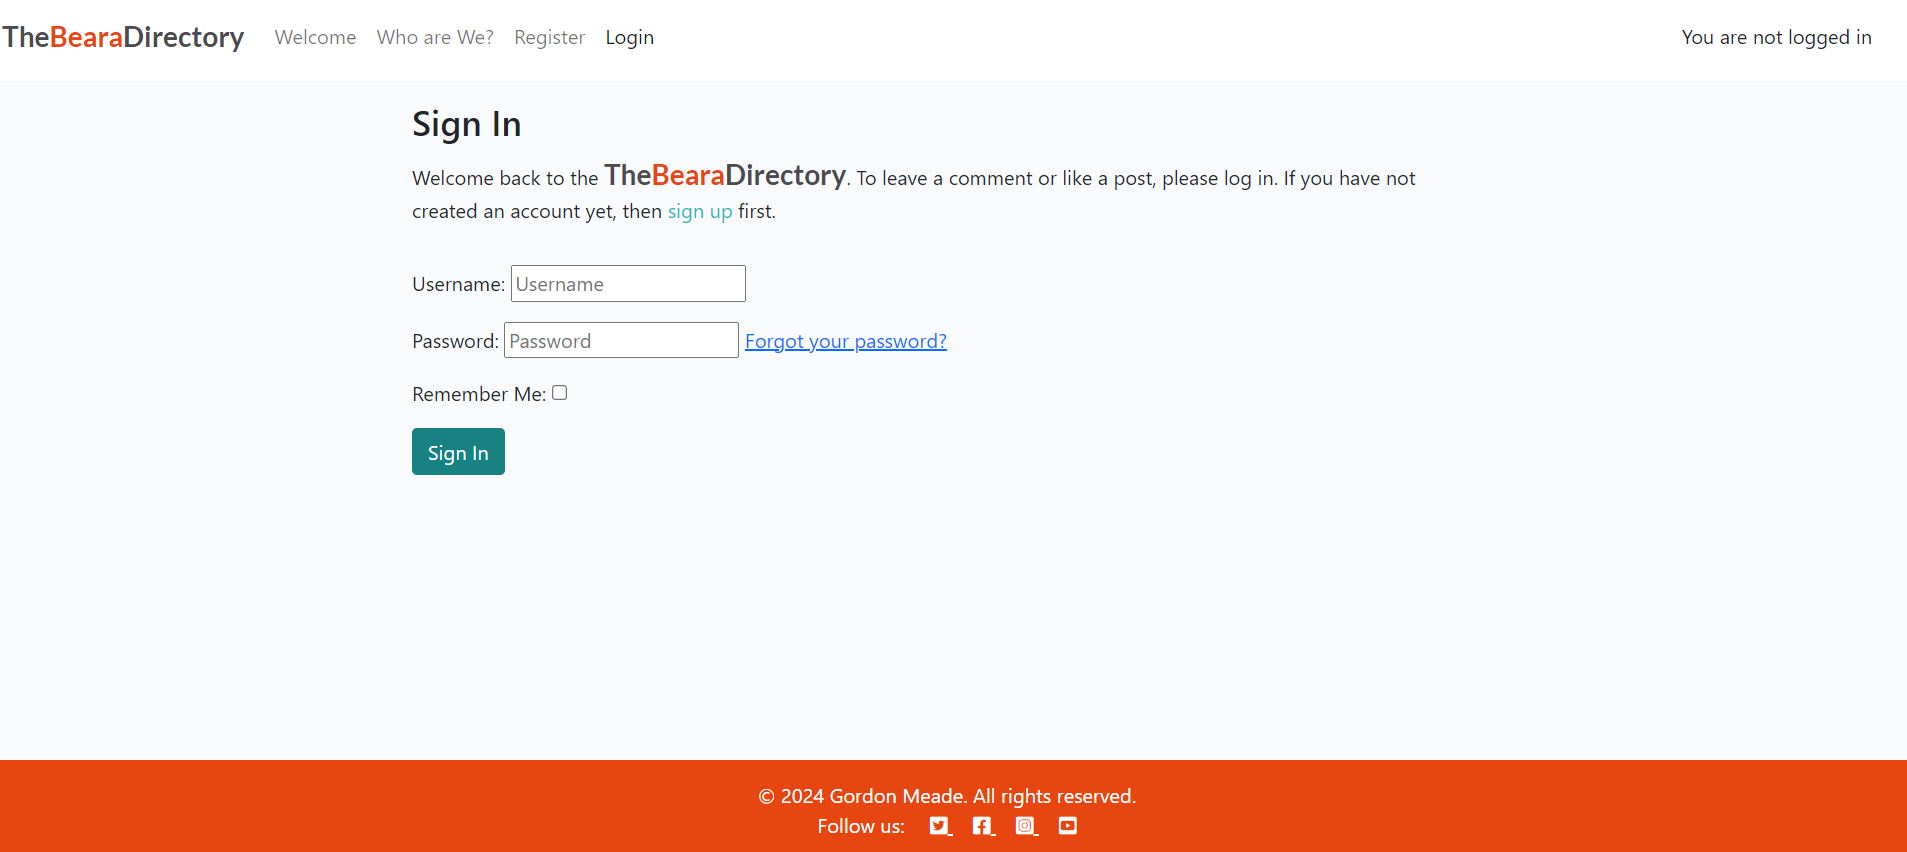 TheBearaDirectory Welcome Who are We? Register Login You are not logged in
Sign In
Welcome back to the TheBearaDirectory. To leave a comment or like a post, please log in. If you have not
created an account yet, then sign up first.
Username: Username
Password: Password Forgot your password?
Remember Me:
Sign In
© 2024 Gordon Meade. All rights reserved.
Follow us: